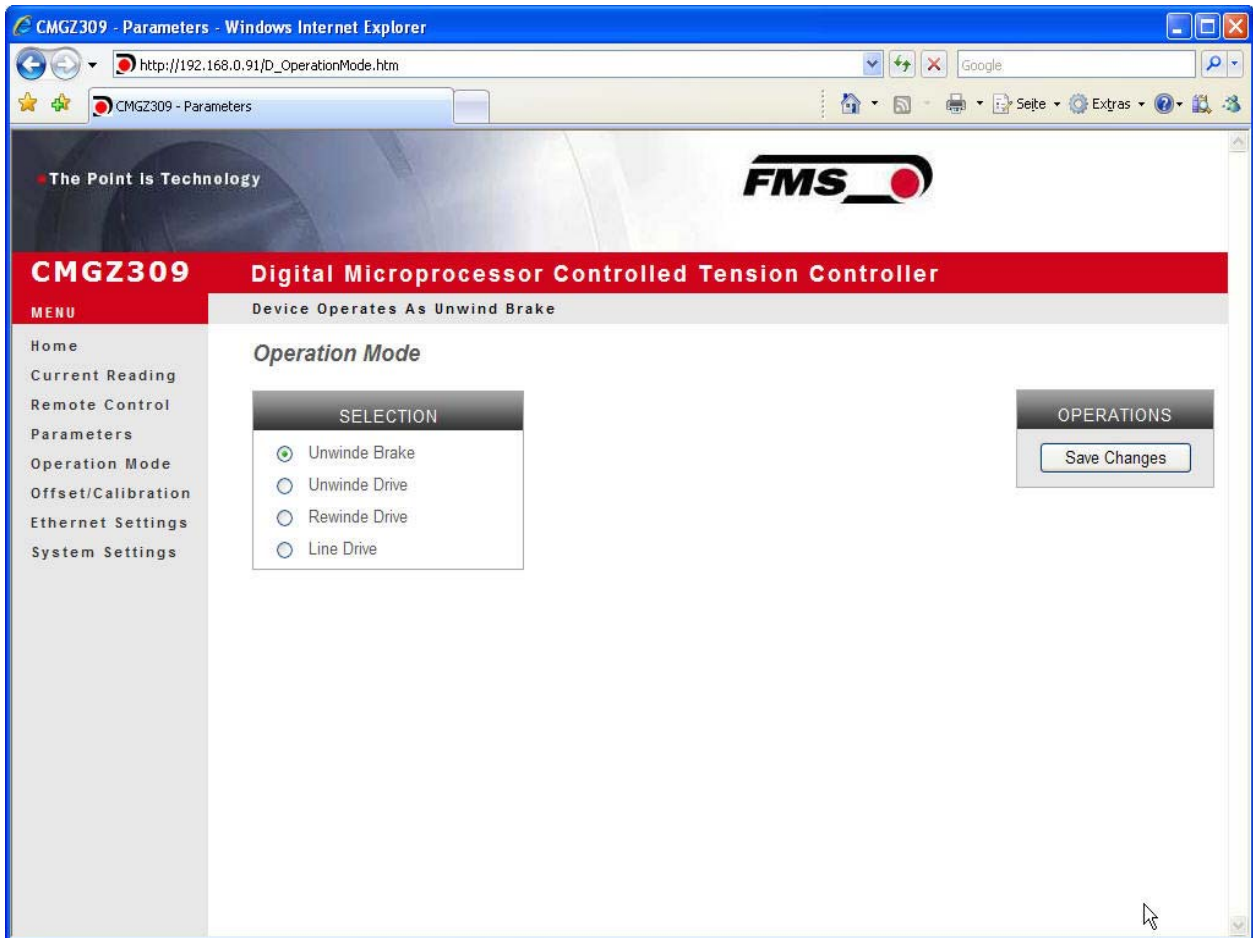 CMGZ309 - Parameters - Windows Internet Explorer
http://192.168.0.91/D_OperationMode.htm
Google
CMGZ309 - Parameters
Seite
Extras
The Point is Technology
FMS
CMGZ309
Digital Microprocessor Controlled Tension Controller
MENU
Device Operates As Unwind Brake
Home
Current Reading
Remote Control
Parameters
Operation Mode
Offset/Calibration
Ethernet Settings
System Settings
Operation Mode
SELECTION
Unwinde Brake
Unwinde Drive
Rewinde Drive
Line Drive
OPERATIONS
Save Changes